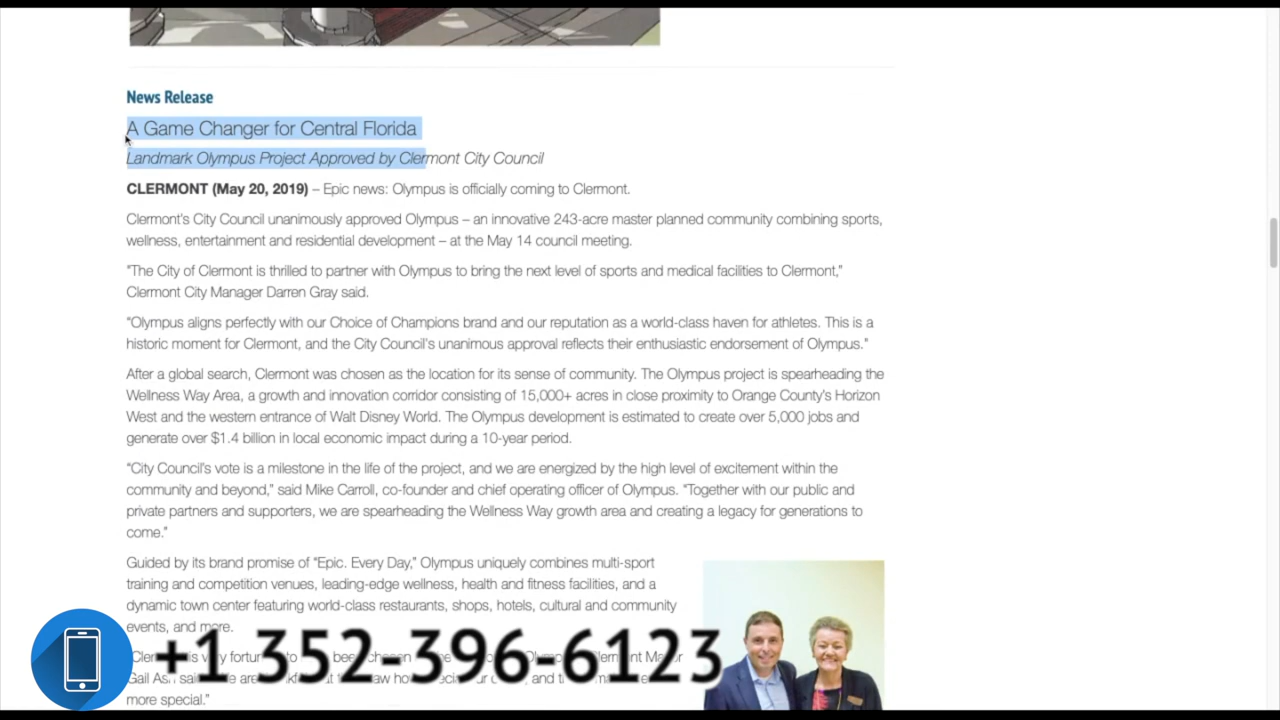 News Release
A Game Changer for Central Florida
Landmark Olympus Project Approved by Clermont City Council
CLERMONT (May 20, 2019) – Epic news: Olympus is officially coming to Clermont.
Clermont's City Council unanimously approved Olympus – an innovative 243-acre master planned community combining sports,
wellness, entertainment and residential development – at the May 14 council meeting.
“The City of Clermont is thrilled to partner with Olympus to bring the next level of sports and medical facilities to Clermont,”
Clermont City Manager Darren Gray said.
“Olympus aligns perfectly with our Choice of Champions brand and our reputation as a world-class haven for athletes. This is a
historic moment for Clermont, and the City Council's unanimous approval reflects their enthusiastic endorsement of Olympus.”
After a global search, Clermont was chosen as the location for its sense of community. The Olympus project is spearheading the
Wellness Way Area, a growth and innovation corridor consisting of 15,000+ acres in close proximity to Orange County's Horizon
West and the western entrance of Walt Disney World. The Olympus development is estimated to create over 5,000 jobs and
generate over $1.4 billion in local economic impact during a 10-year period.
“City Council's vote is a milestone in the life of the project, and we are energized by the high level of excitement within the
community and beyond,” said Mike Carroll, co-founder and chief operating officer of Olympus. “Together with our public and
private partners and supporters, we are spearheading the Wellness Way growth area and creating a legacy for generations to
come.”
Guided by its brand promise of “Epic. Every Day,” Olympus uniquely combines multi-sport
training and competition venues, leading-edge wellness, health and fitness facilities, and a
dynamic town center featuring world-class restaurants, shops, hotels, cultural and community
events, and more.
+1 352-396-6123
more special.”